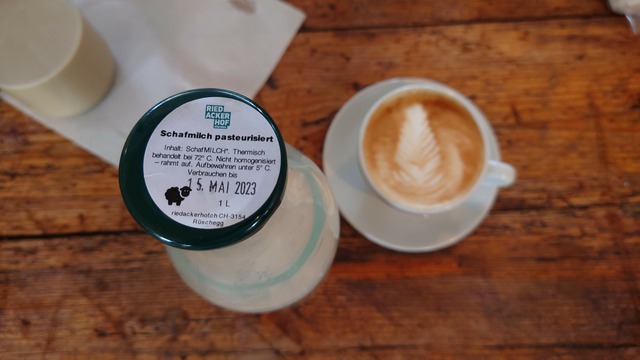 RIED
ACKER
HOF
Schafmilch pasteurisiert
Inhalt: SchafMILCH*. Thermisch
behandelt bei 72° C. Nicht homogenisiert
– rahmt auf. Aufbewahren unter 5° C.
Verbrauchen bis
15. MAI 2023
1 L
riedackerhof.ch CH-3154
Rüschegg